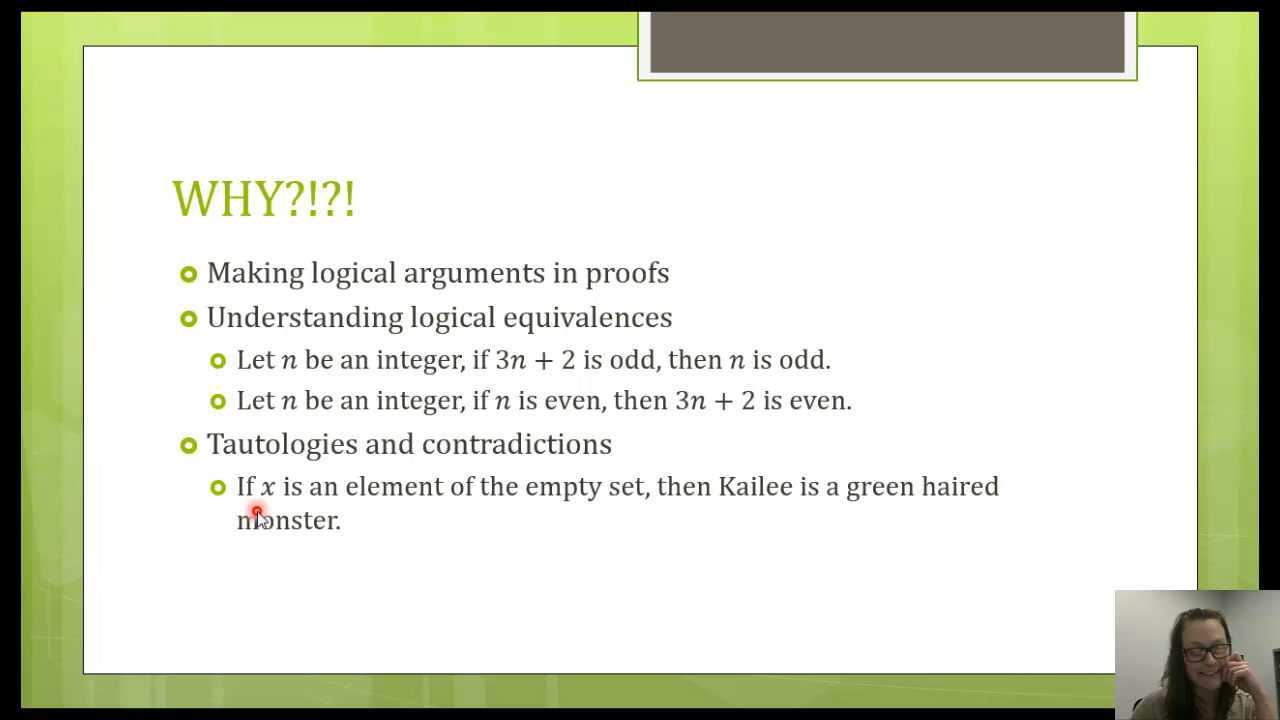 WHY?!?!
Making logical arguments in proofs
Understanding logical equivalences
Let n be an integer, if 3n + 2 is odd, then n is odd.
Let n be an integer, if n is even, then 3n + 2 is even.
Tautologies and contradictions
If x is an element of the empty set, then Kailee is a green haired
monster.